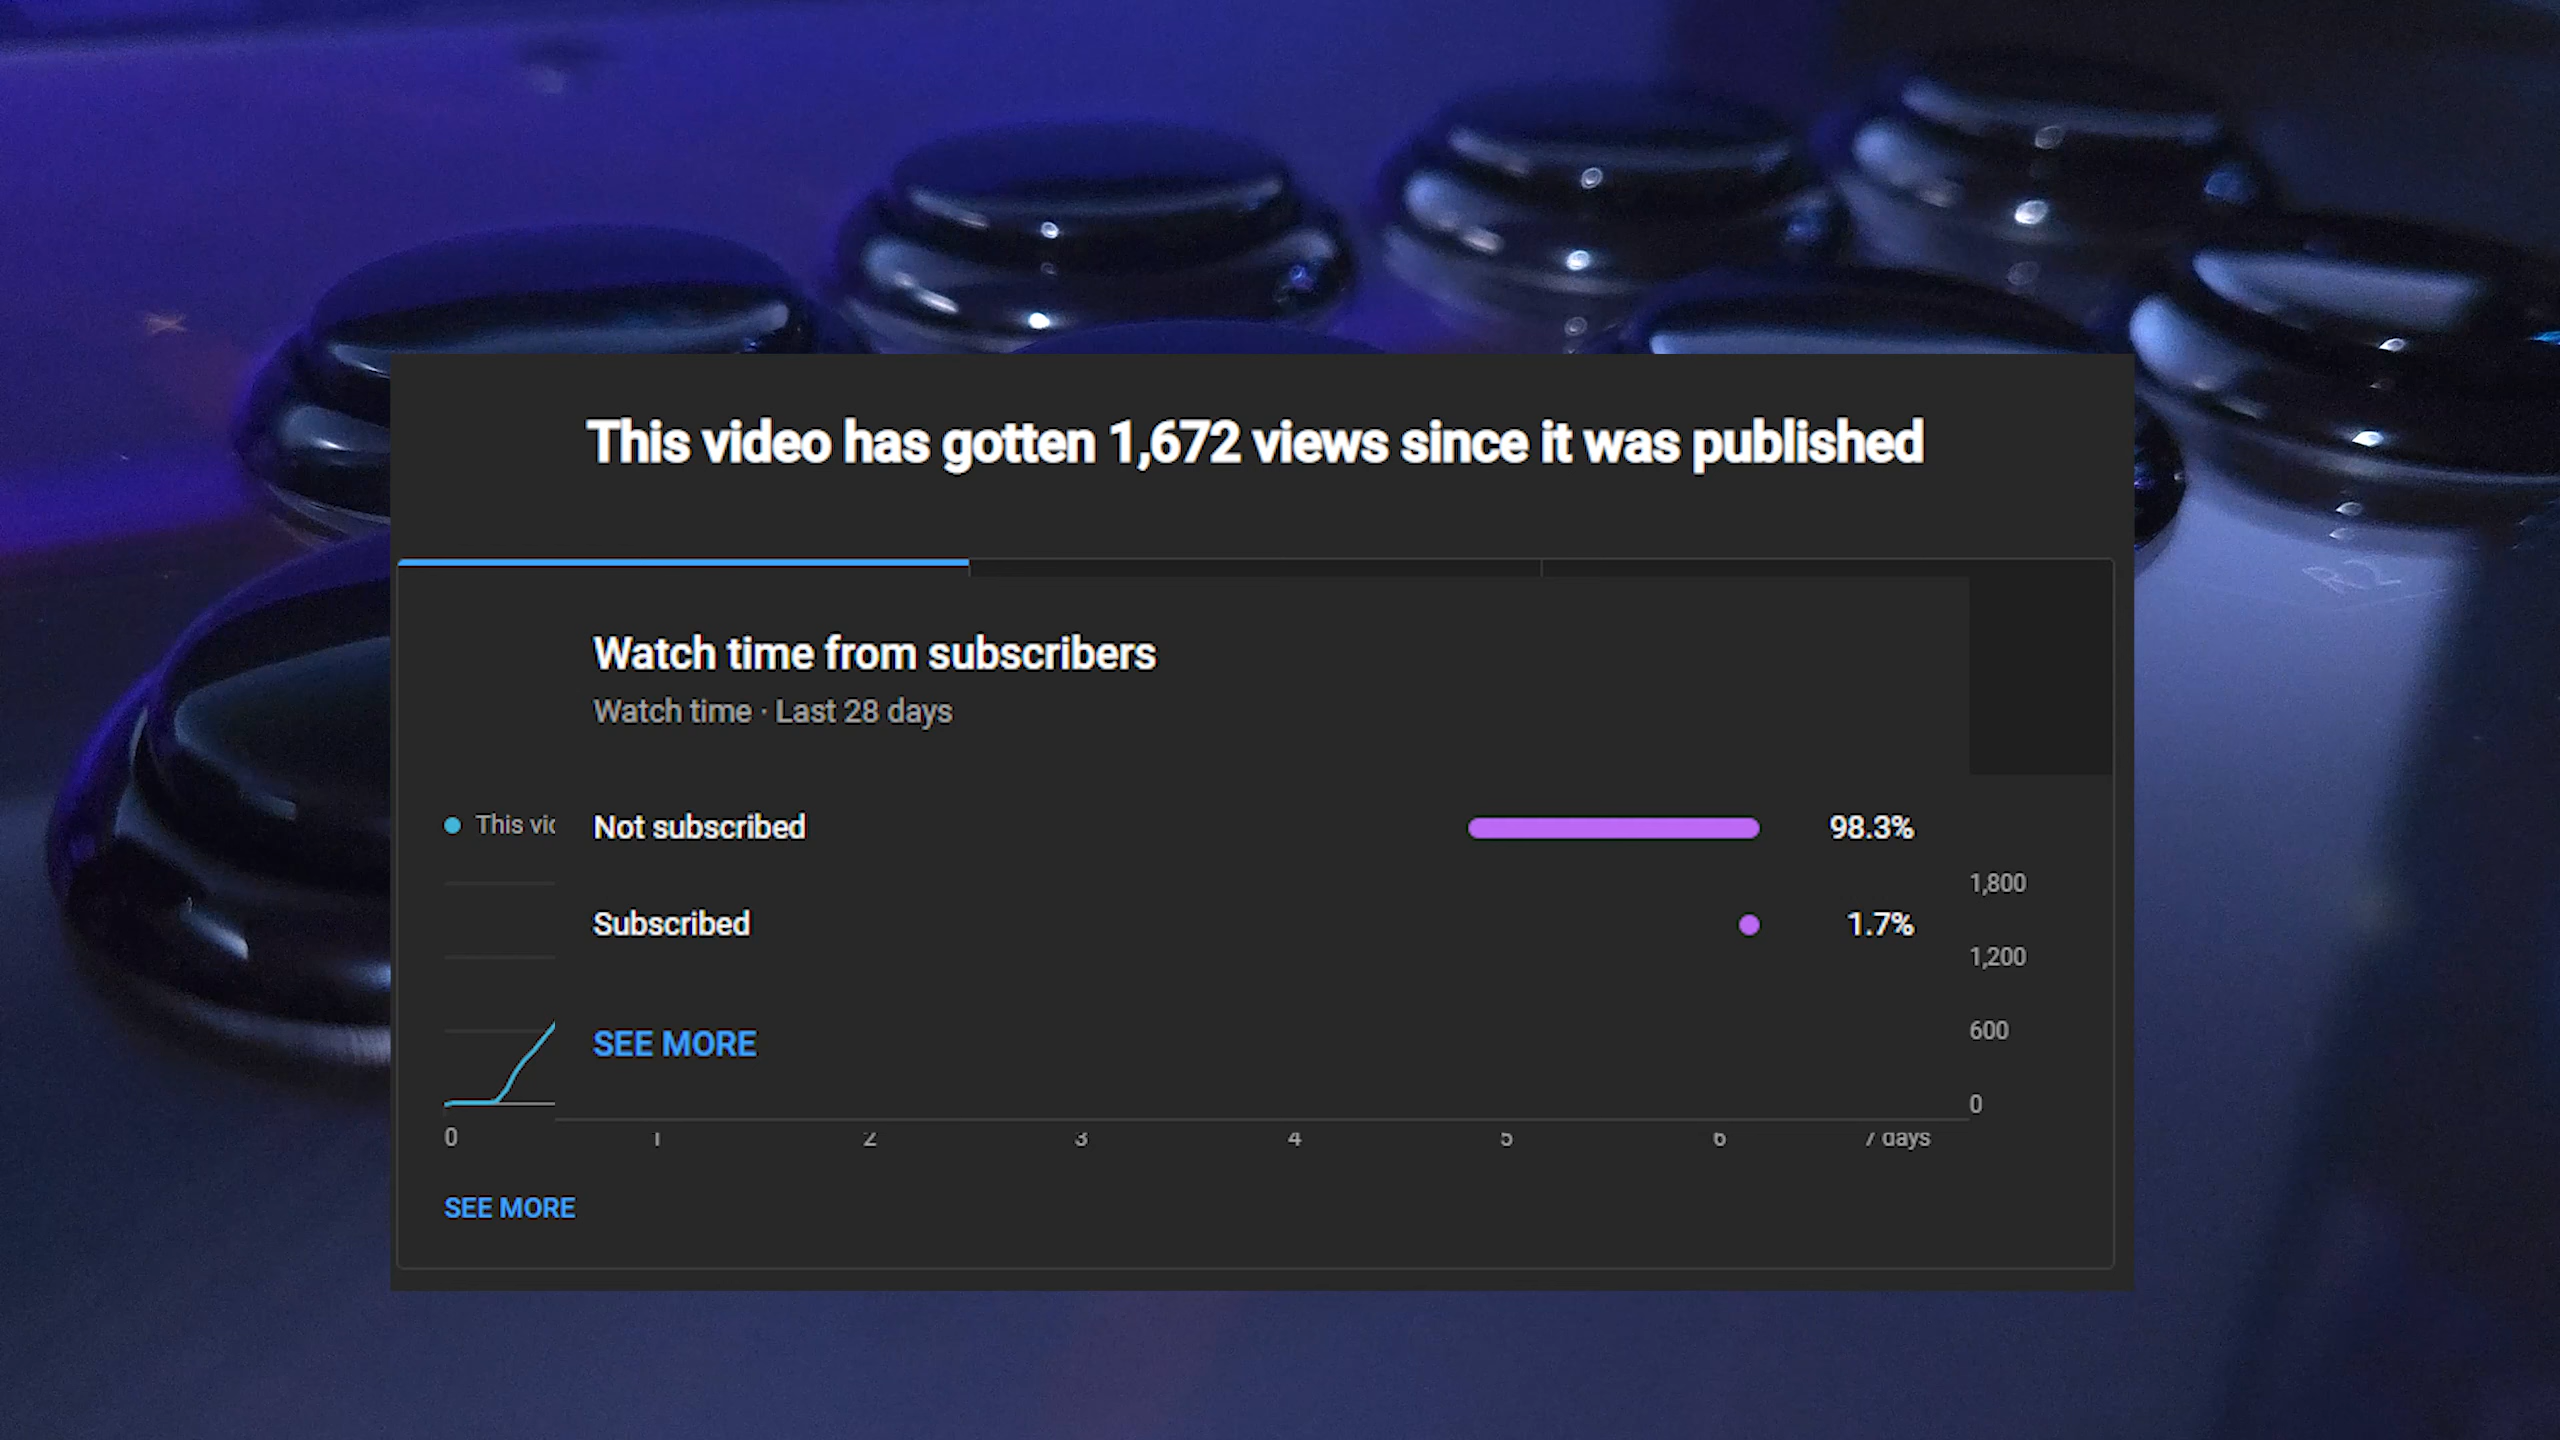 This video has gotten 1,672 views since it was published
Watch time from subscribers
Watch time · Last 28 days
This vid
Not subscribed 98.3%
1,800
Subscribed 1.7%
1,200
600
SEE MORE
0
0 1 2 3 4 5 6 7 days
SEE MORE